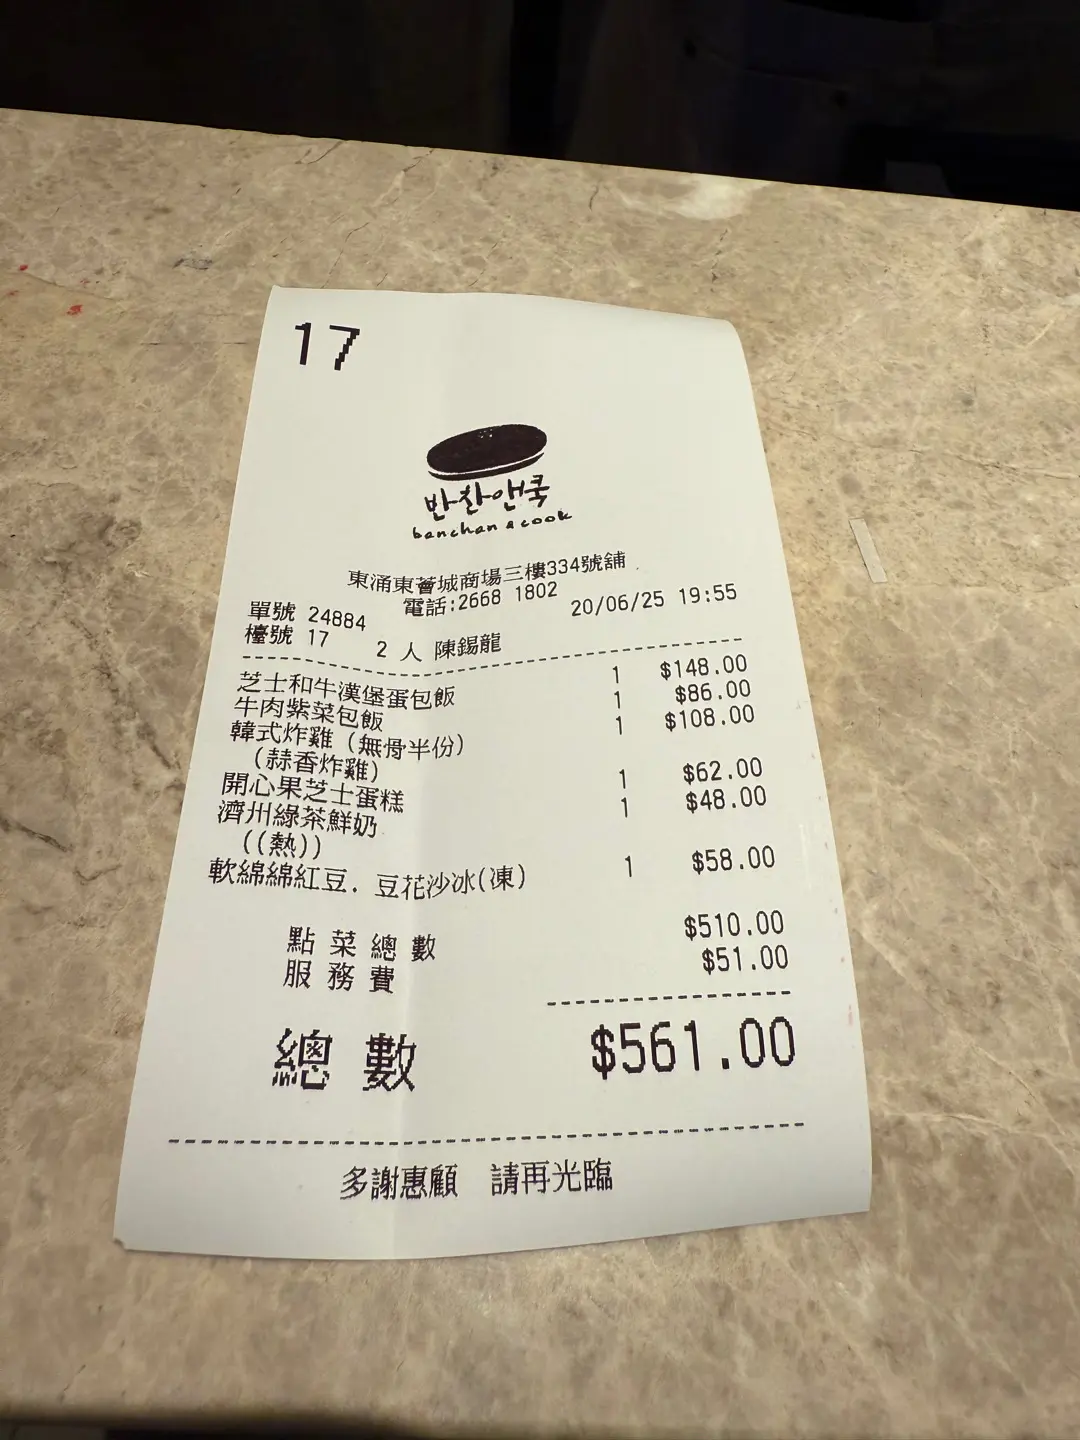 17
반찬앤쿡
banchan & cook
東涌東薈城商場三樓334號舖
電話:2668 1802
單號 24884 20/06/25 19:55
檯號 17 2 人 陳錫龍
芝士和牛漢堡蛋包飯 1 $148.00
牛肉紫菜包飯 1 $86.00
韓式炸雞 (無骨半份) 1 $108.00
(蒜香炸雞)
開心果芝士蛋糕 1 $62.00
濟州綠茶鮮奶 1 $48.00
((熱))
軟綿綿紅豆. 豆花沙冰(凍) 1 $58.00
點菜總數 $510.00
服務費 $51.00
總數 $561.00
多謝惠顧 請再光臨